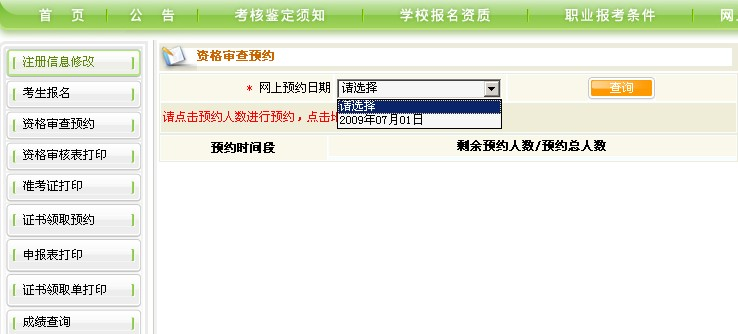 首 页 公 告 考核鉴定须知 学校报名资质 职业报考条件 网
注册信息修改
考生报名
资格审查预约
资格审核表打印
准考证打印
证书领取预约
申报表打印
证书领取单打印
成绩查询
资格审查预约
* 网上预约日期 请选择 查询
请选择
2009年07月01日
请点击预约人数进行预约，点击
预约时间段 剩余预约人数/预约总人数